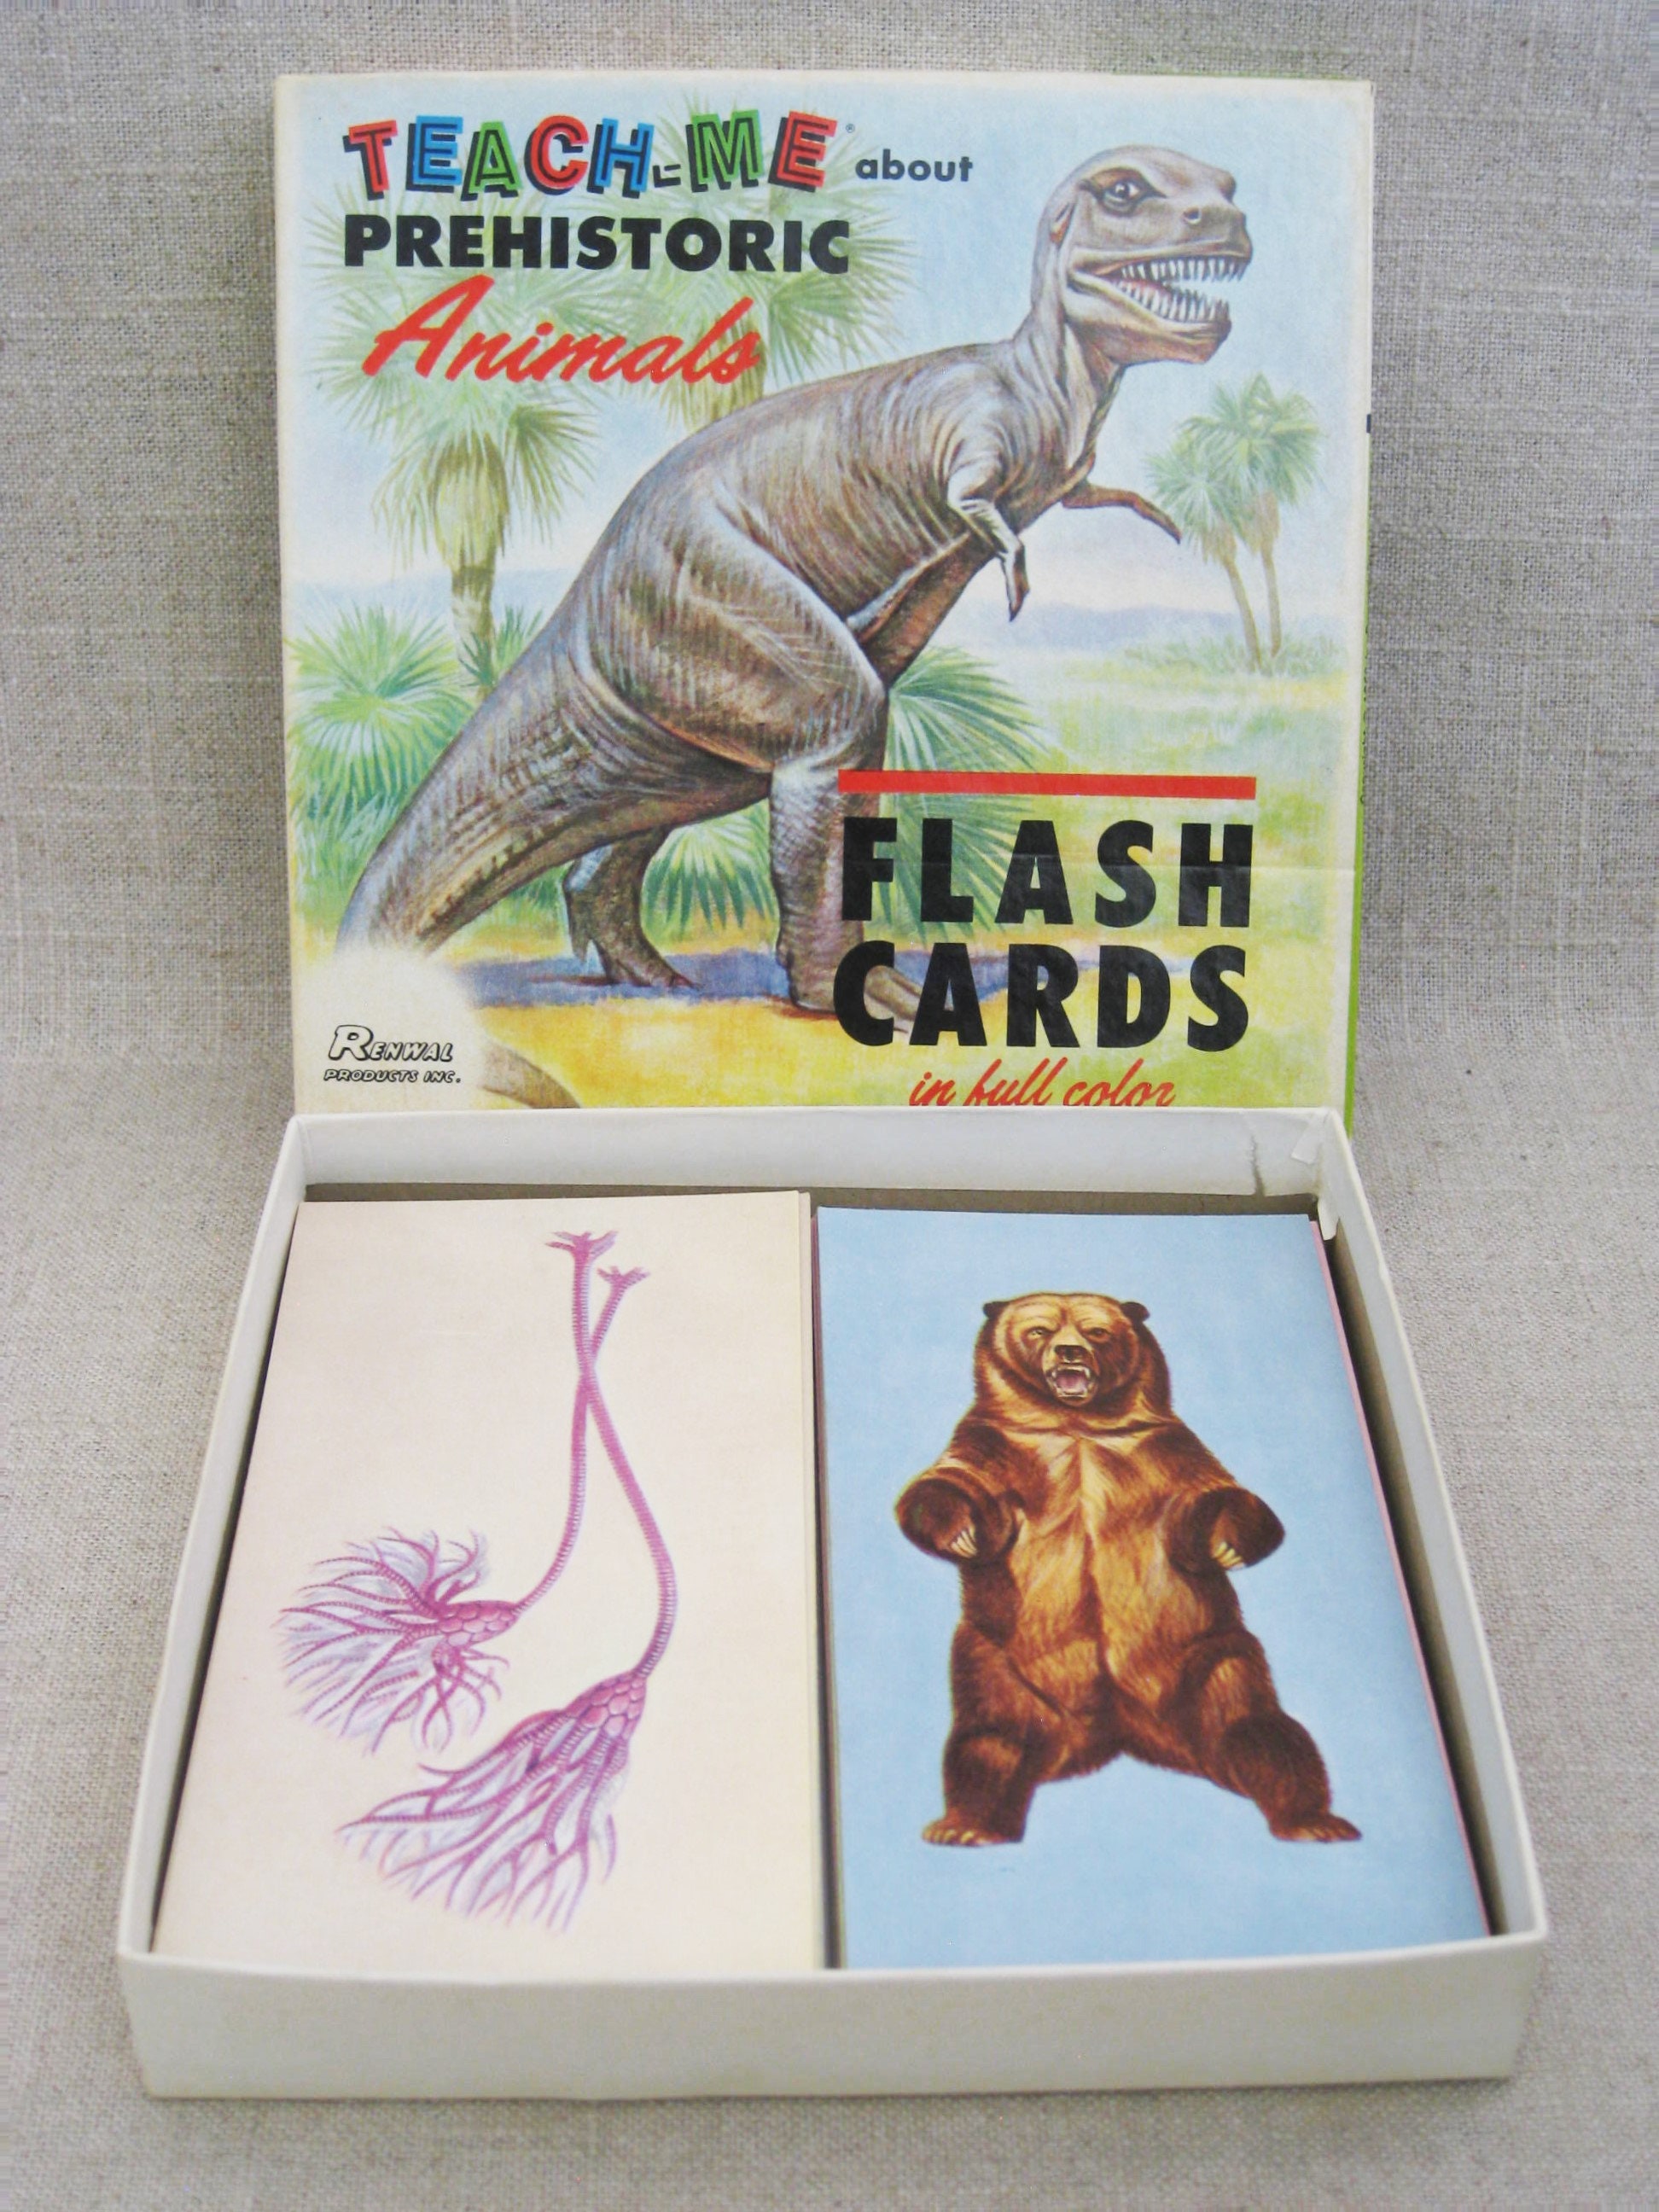 TEACH-ME® about
PREHISTORIC
Animals
FLASH
CARDS
in full color
RENWAL
PRODUCTS INC.